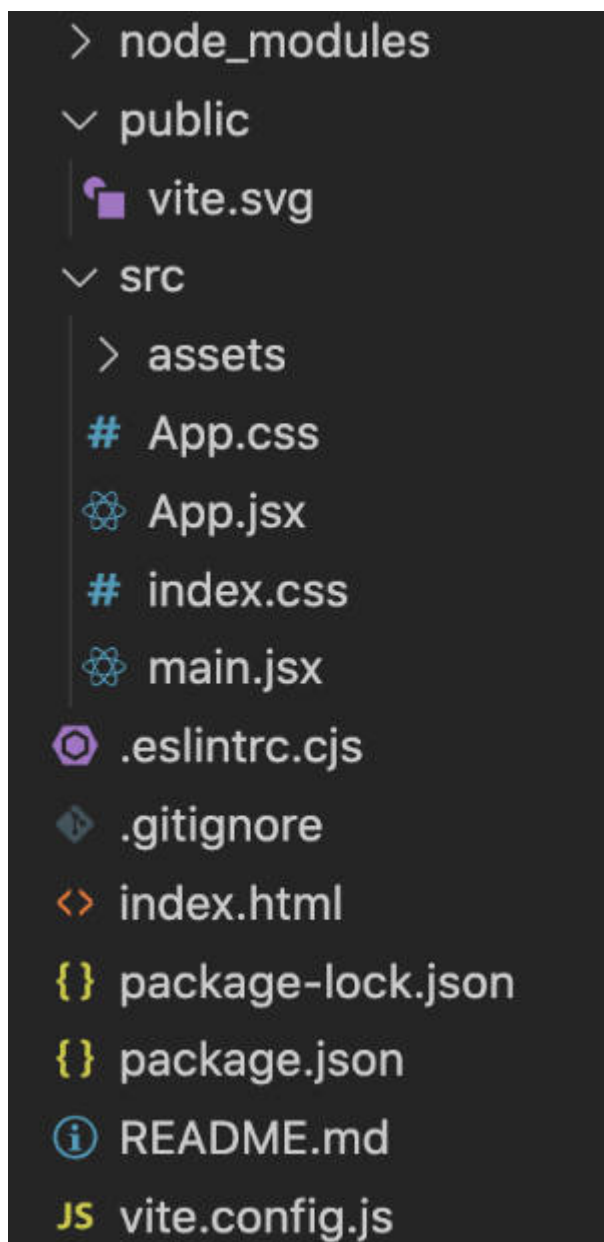 node_modules
public
vite.svg
src
assets
# App.css
App.jsx
# index.css
main.jsx
.eslintrc.cjs
.gitignore
<> index.html
{} package-lock.json
{} package.json
README.md
JS vite.config.js